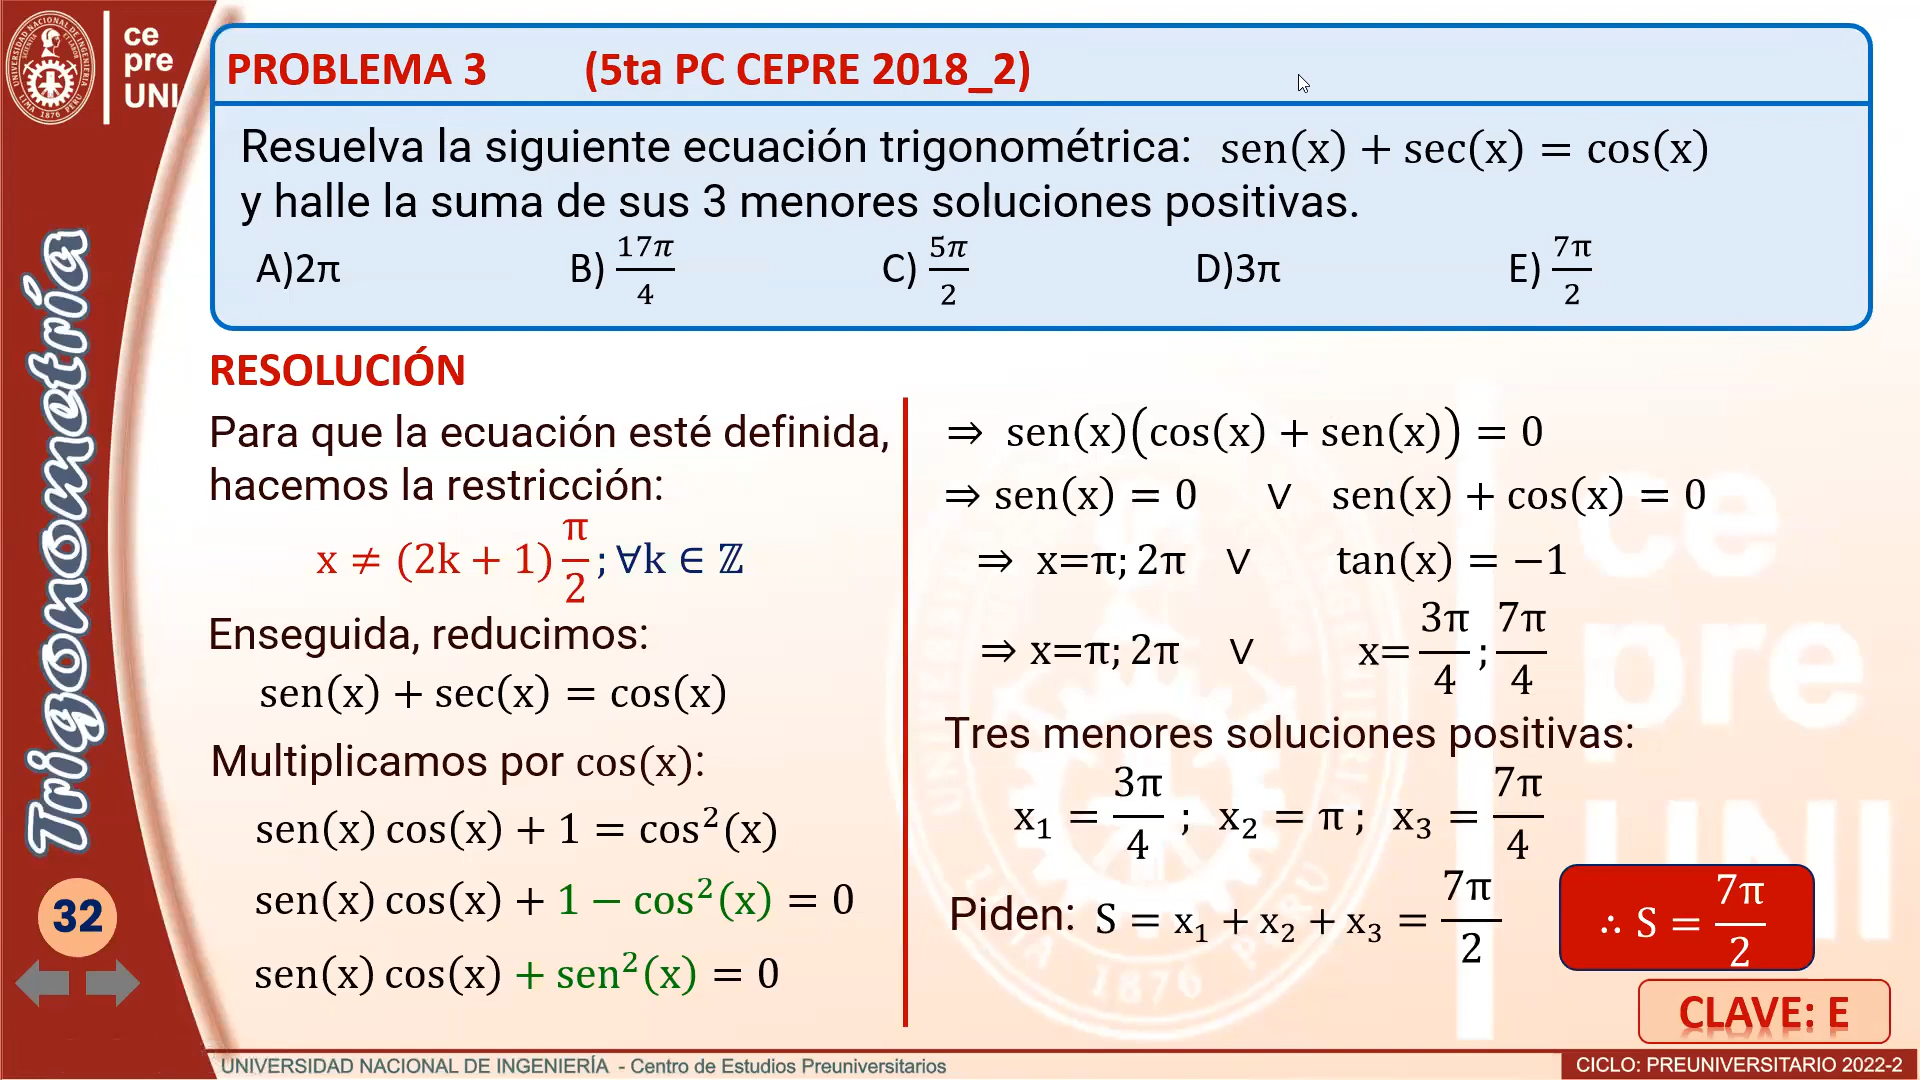 ce
pre
UNI
PROBLEMA 3 (5ta PC CEPRE 2018_2)
Resuelva la siguiente ecuación trigonométrica: sen(x) + sec(x) = cos(x)
y halle la suma de sus 3 menores soluciones positivas.
A)2π B) 17π/4 C) 5π/2 D)3π E) 7π/2
Trigonometría
32
RESOLUCIÓN
Para que la ecuación esté definida,
hacemos la restricción:
x ≠ (2k + 1) π/2 ; ∀k ∈ ℤ
Enseguida, reducimos:
sen(x) + sec(x) = cos(x)
Multiplicamos por cos(x):
sen(x) cos(x) + 1 = cos²(x)
sen(x) cos(x) + 1 − cos²(x) = 0
sen(x) cos(x) + sen²(x) = 0
⇒ sen(x)(cos(x) + sen(x)) = 0
⇒ sen(x) = 0 ∨ sen(x) + cos(x) = 0
⇒ x=π; 2π ∨ tan(x) = −1
⇒ x=π; 2π ∨ x= 3π/4 ; 7π/4
Tres menores soluciones positivas:
x₁ = 3π/4 ; x₂ = π ; x₃ = 7π/4
Piden: S = x₁ + x₂ + x₃ = 7π/2
∴ S = 7π/2
CLAVE: E
UNIVERSIDAD NACIONAL DE INGENIERÍA - Centro de Estudios Preuniversitarios
CICLO: PREUNIVERSITARIO 2022-2